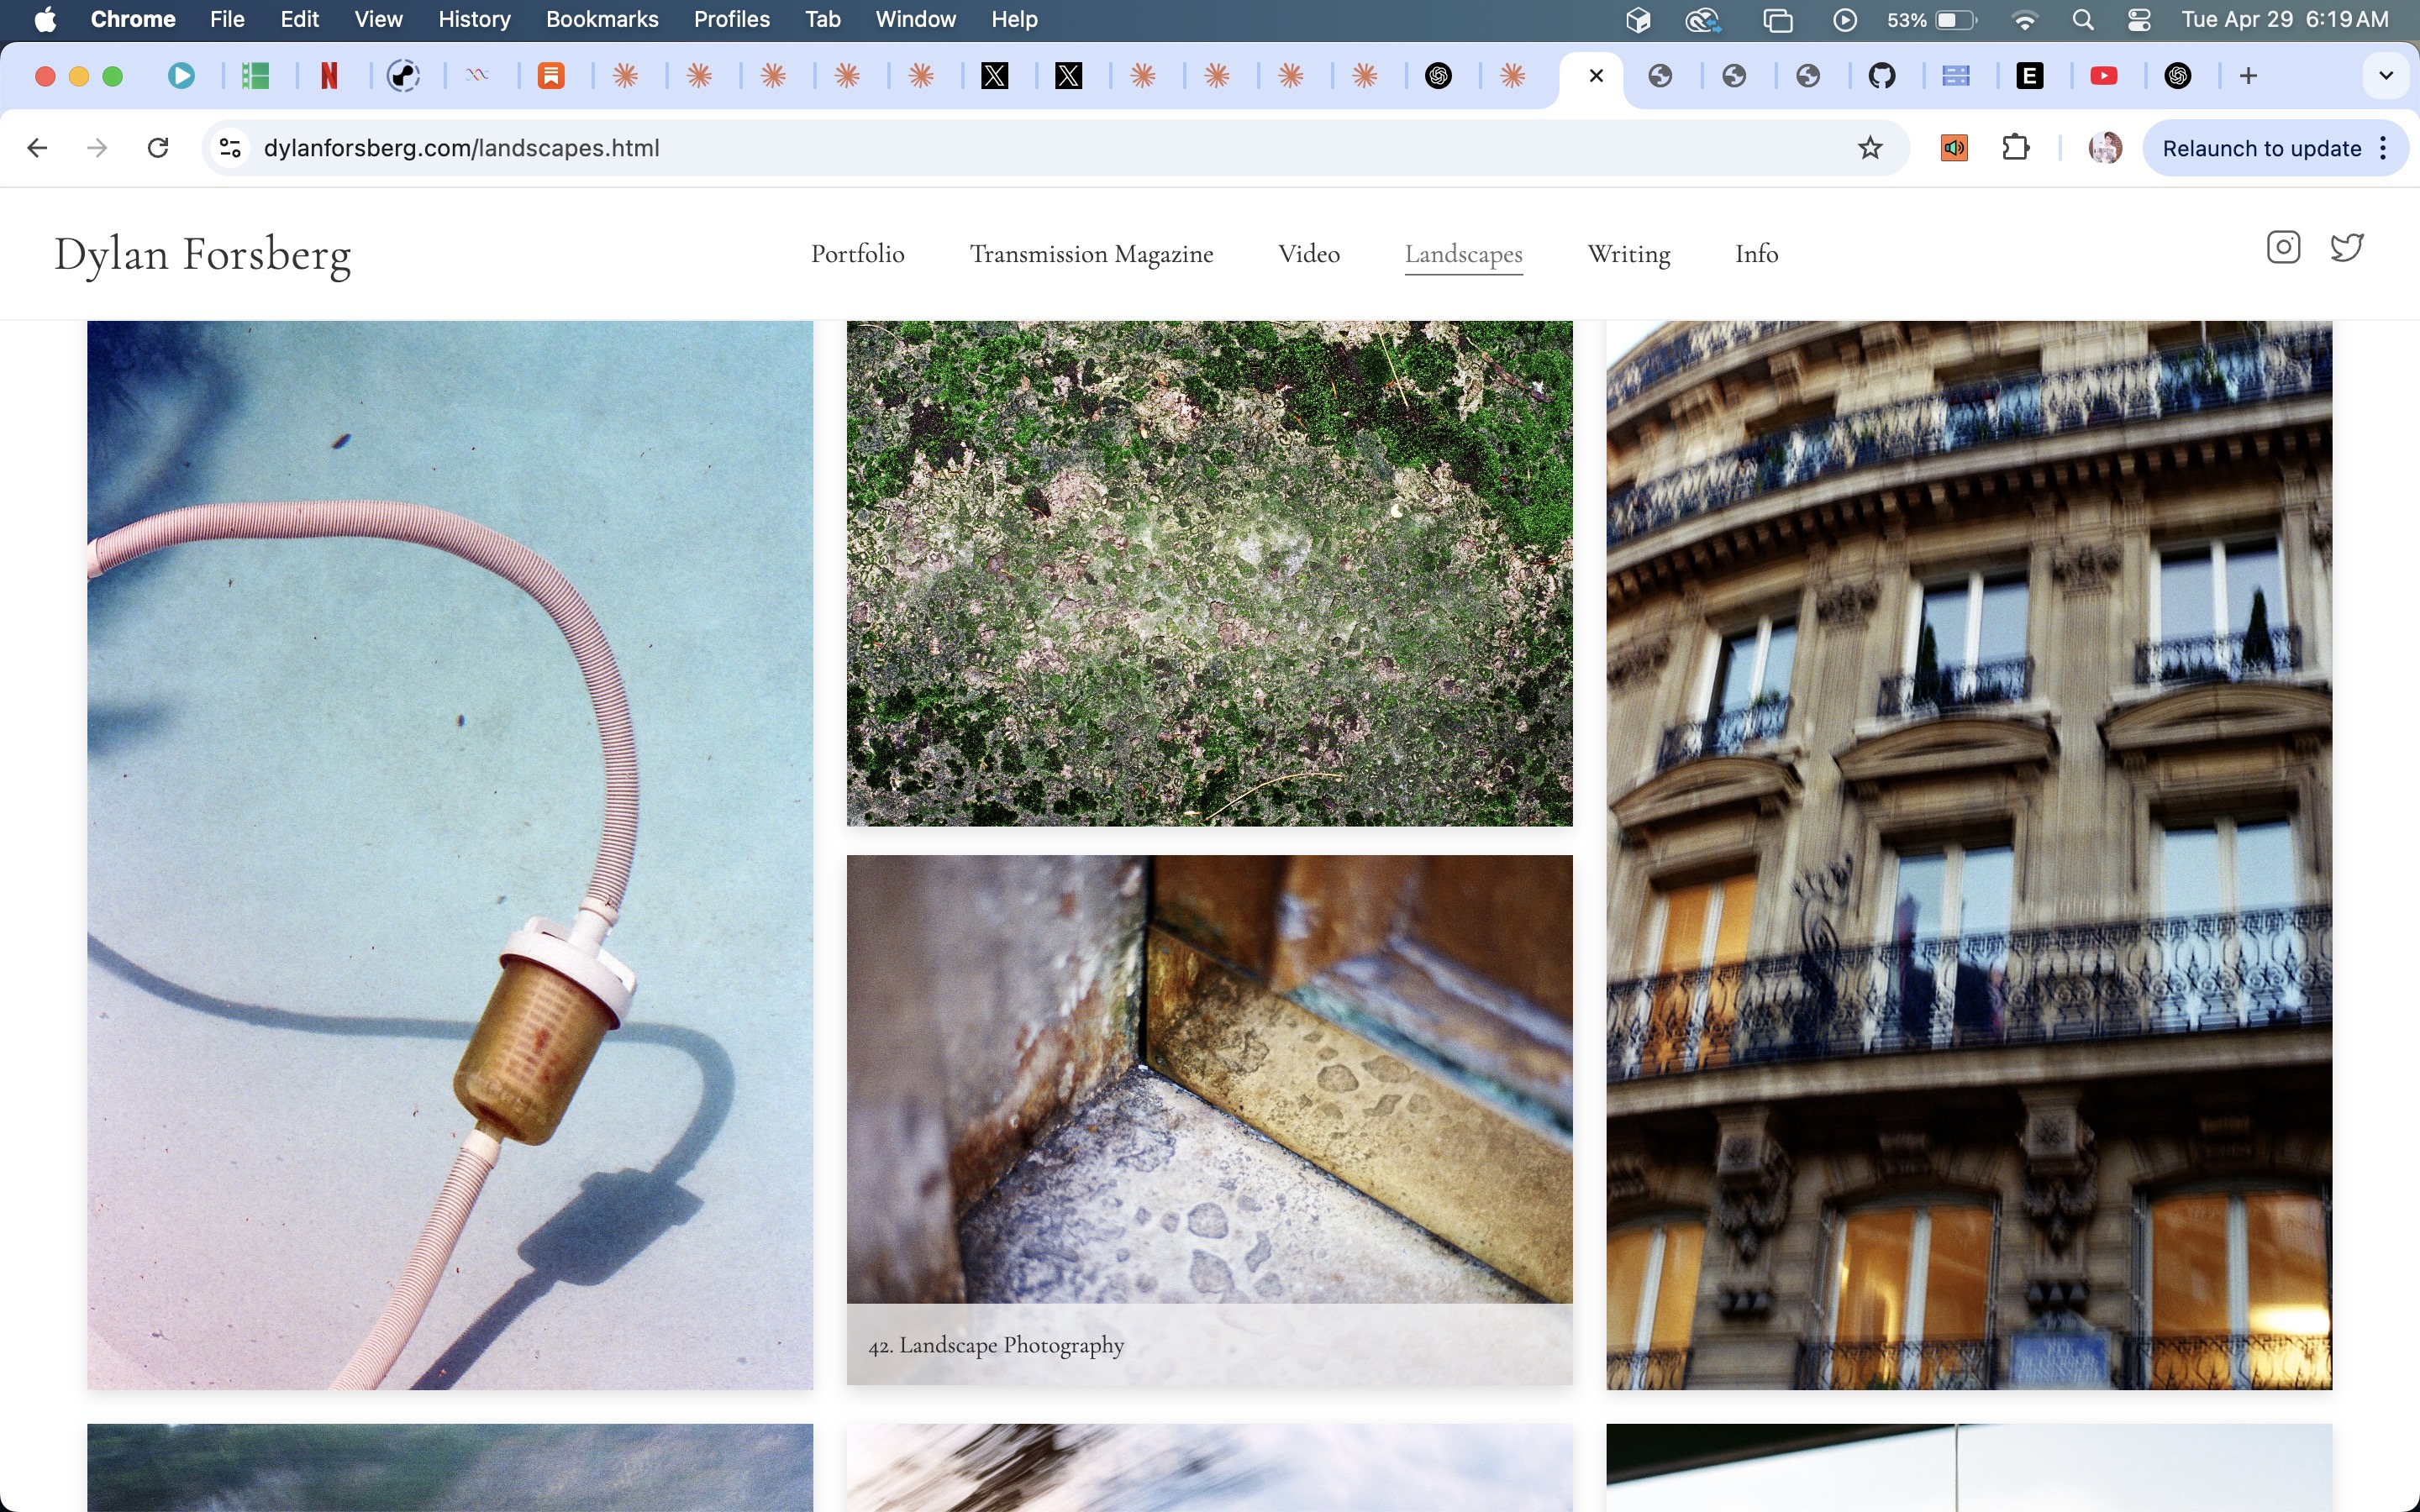 Chrome File Edit View History Bookmarks Profiles Tab Window Help 53% Tue Apr 29 6:19 AM
dylanforsberg.com/landscapes.html Relaunch to update
Dylan Forsberg Portfolio Transmission Magazine Video Landscapes Writing Info
42. Landscape Photography